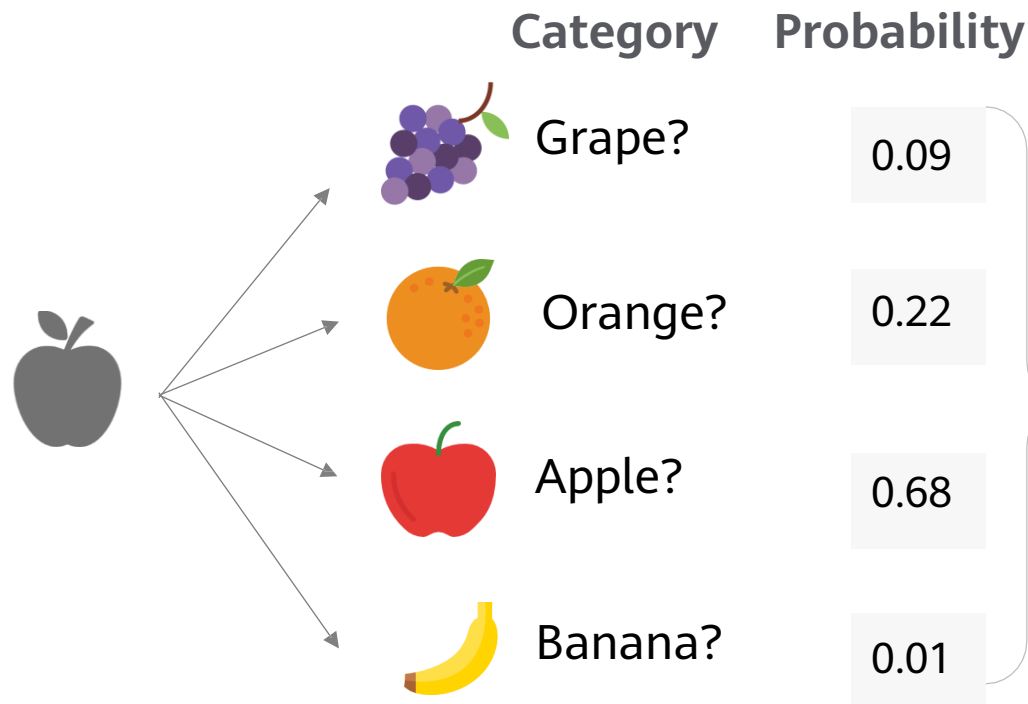 Category Probability
Grape? 0.09
Orange? 0.22
Apple? 0.68
Banana? 0.01